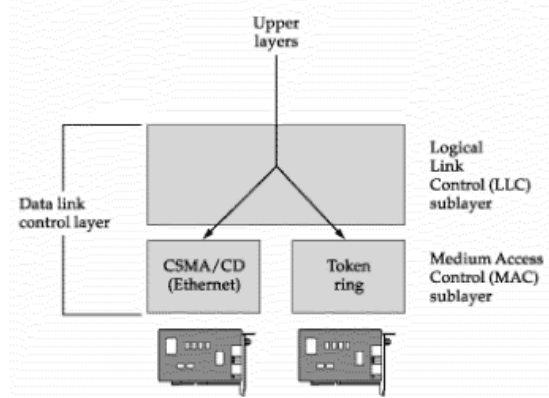 Upper
layers
Logical
Link
Control (LLC)
sublayer
Data link
control layer
CSMA/CD
(Ethernet)
Token
ring
Medium Access
Control (MAC)
sublayer